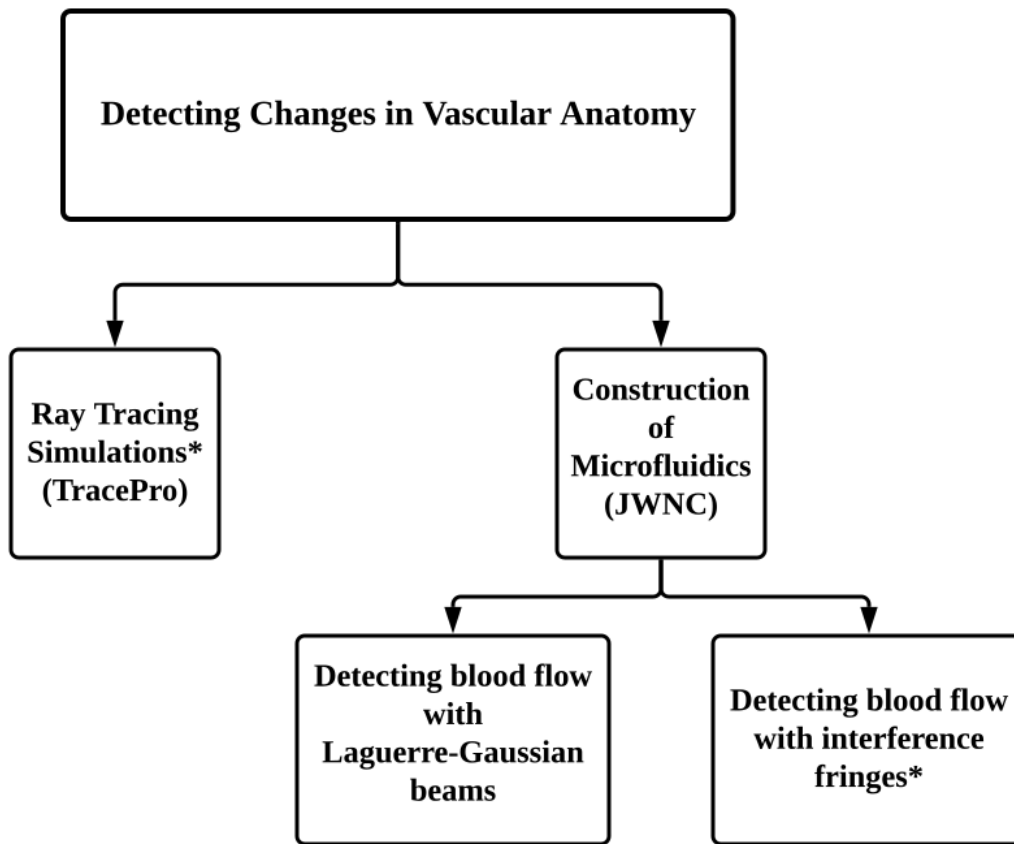 Detecting Changes in Vascular Anatomy
Ray Tracing
Simulations*
(TracePro)
Construction
of
Microfluidics
(JWNC)
Detecting blood flow
with
Laguerre-Gaussian
beams
Detecting blood flow
with interference
fringes*